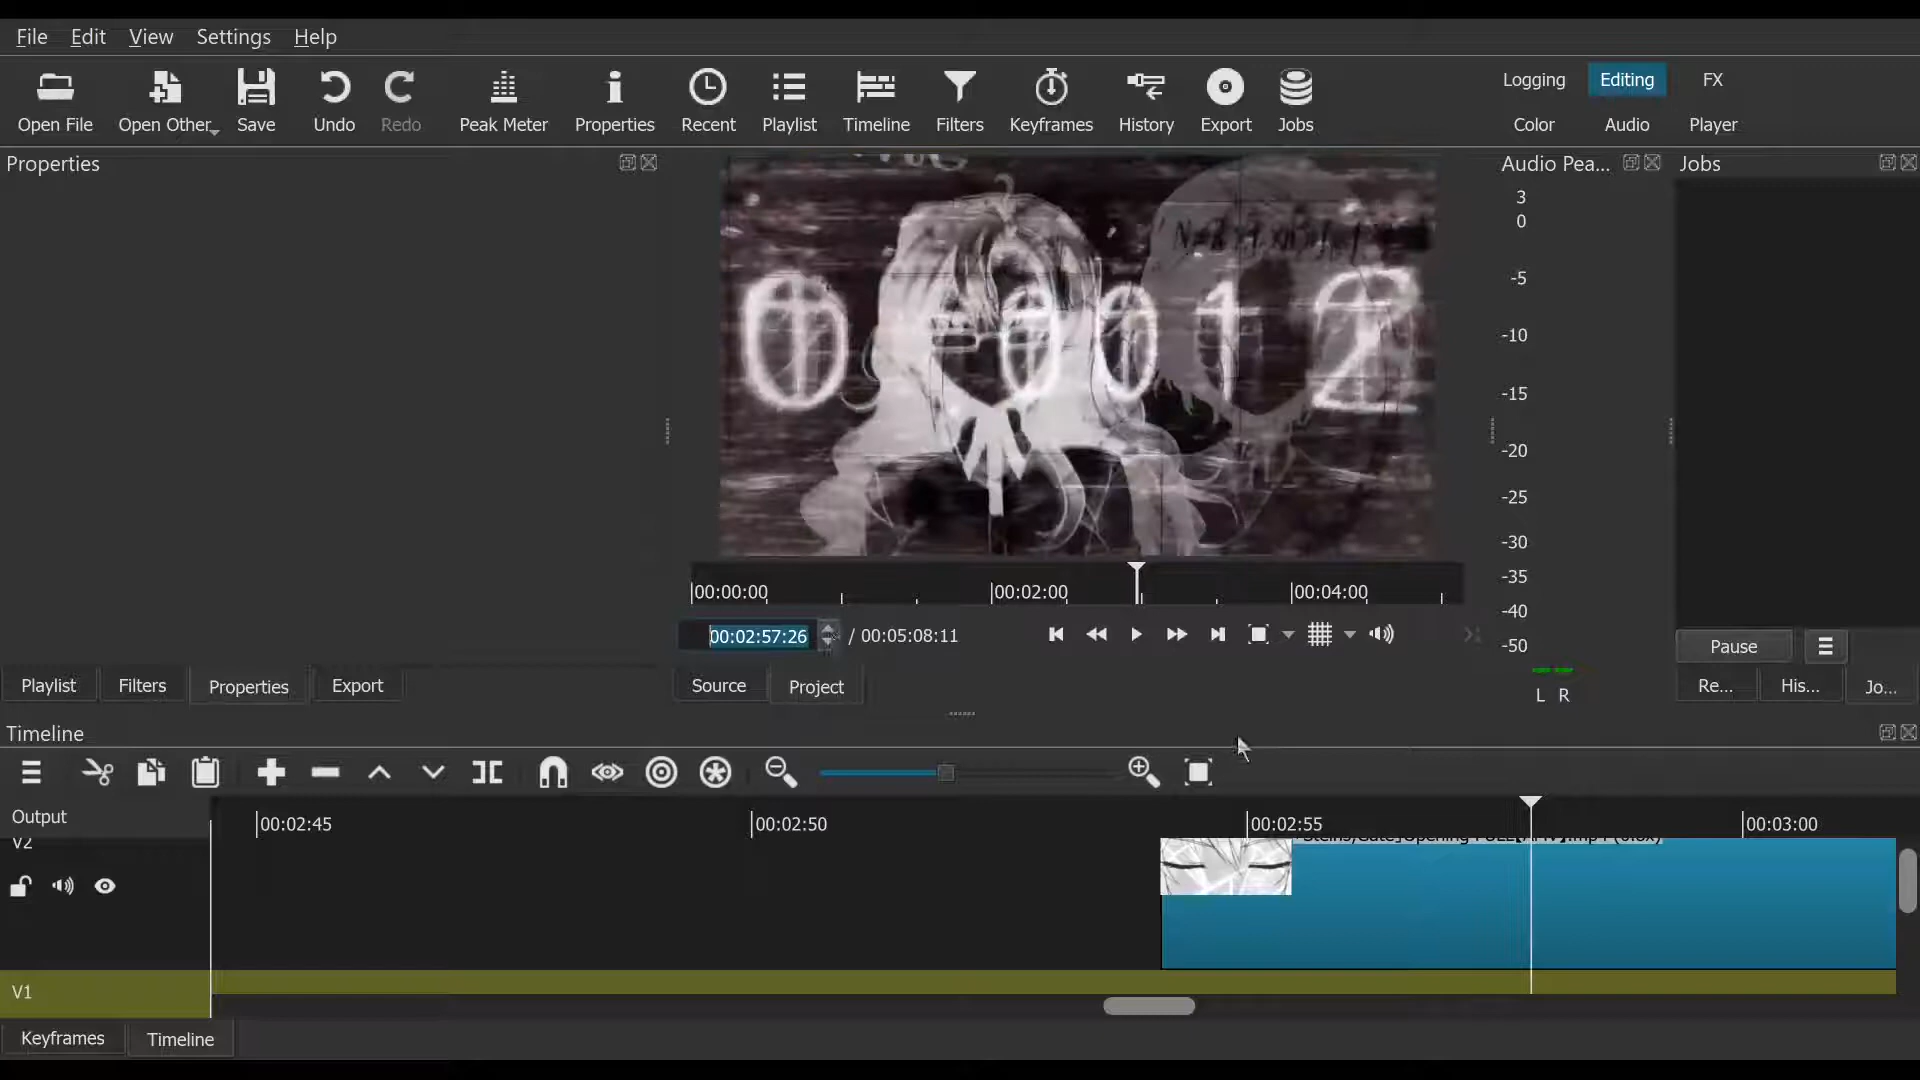 File Edit View Settings Help
Open File Open Other... Save Undo Redo Peak Meter Properties Recent Playlist Timeline Filters Keyframes History Export Jobs
Logging Editing FX
Color Audio Player
Properties
Audio Pea... Jobs
3
0
-5
-10
-15
-20
-25
-30
-35
-40
-50
L R
00:00:00 00:02:00 00:04:00
00:02:57:26 / 00:05:08:11
Pause
Playlist Filters Properties Export
Source Project
Re... His... Jo...
Timeline
Output
00:02:45 00:02:50 00:02:55 00:03:00
V2
V1
Keyframes Timeline